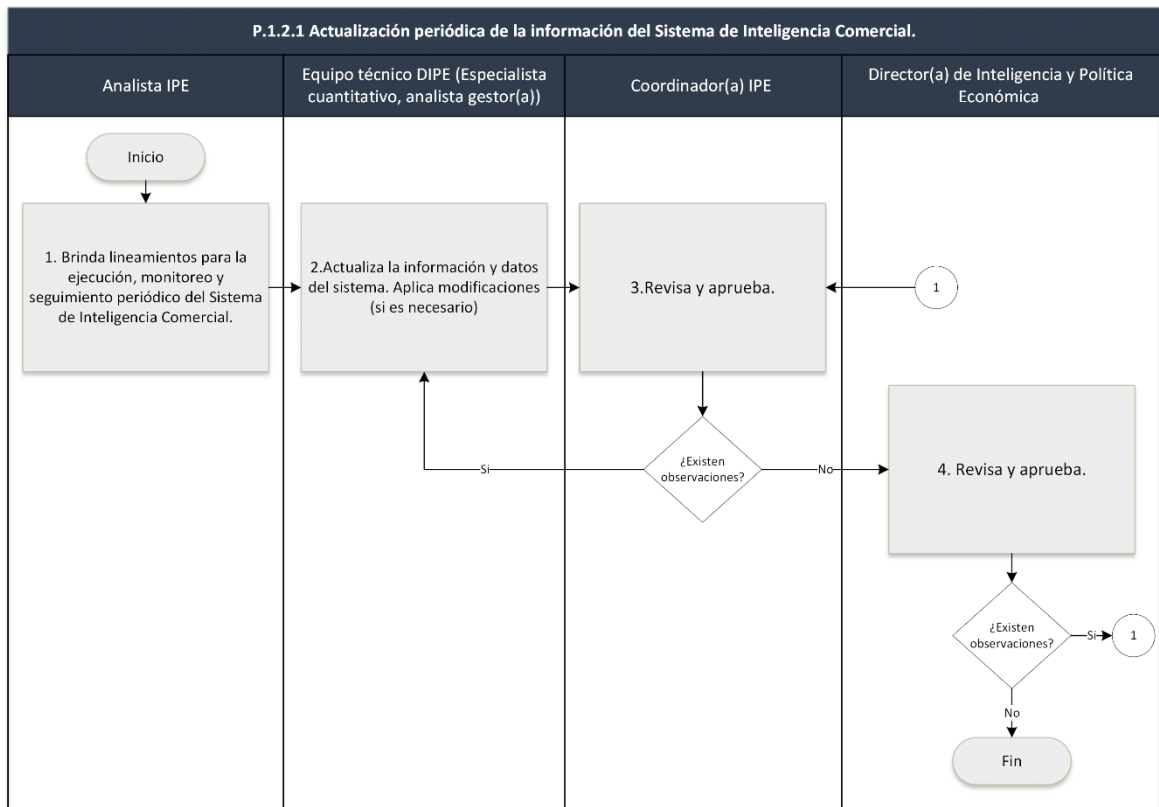 P.1.2.1 Actualización periódica de la información del Sistema de Inteligencia Comercial.
Analista IPE
Equipo técnico DIPE (Especialista
cuantitativo, analista gestor(a))
Coordinador(a) IPE
Director(a) de Inteligencia y Política
Económica
Inicio
1. Brinda lineamientos para la
ejecución, monitoreo y
seguimiento periódico del Sistema
de Inteligencia Comercial.
2.Actualiza la información y datos
del sistema. Aplica modificaciones
(si es necesario)
3.Revisa y aprueba.
1
¿Existen
observaciones?
Si
No
4. Revisa y aprueba.
¿Existen
observaciones?
Si
1
No
Fin